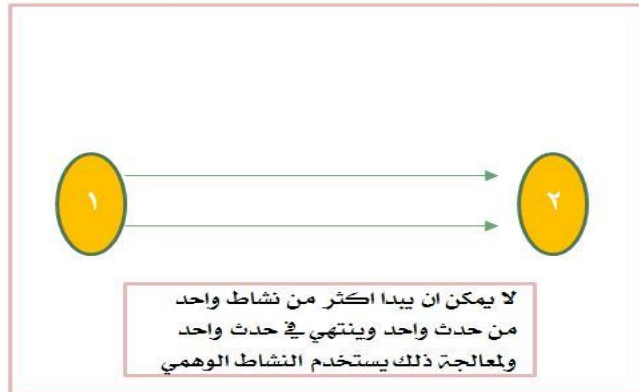 ١
٢
لا يمكن ان يبدا اكثر من نشاط واحد
من حدث واحد وينتهي في حدث واحد
ولمعالجة ذلك يستخدم النشاط الوهمي